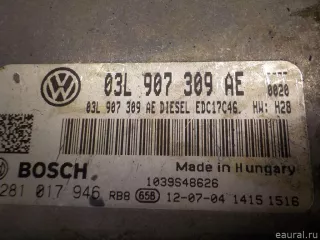 03L 907 309 AE
0020
03L 907 309 AE DIESEL EDC17C46. HW: H28
BOSCH
Made in Hungary
1039S48626
281 017 946 RB8 658 12-07-04 1415 1516
eaural.ru